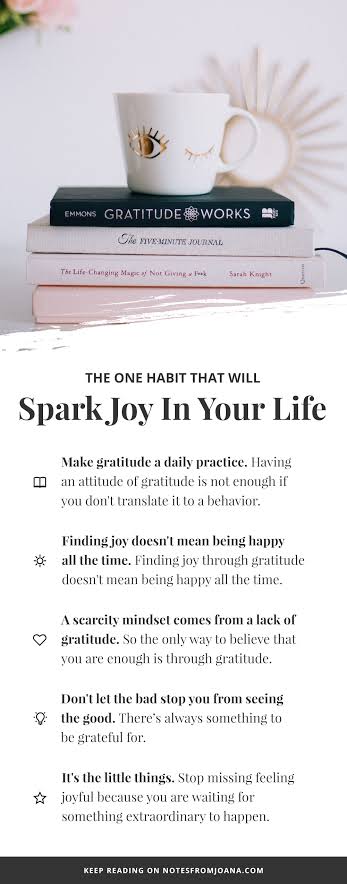 EMMONS GRATITUDE WORKS
The FIVE-MINUTE JOURNAL
The Life-Changing Magic of Not Giving a F**k Sarah Knight
THE ONE HABIT THAT WILL
Spark Joy In Your Life
Make gratitude a daily practice. Having
an attitude of gratitude is not enough if
you don't translate it to a behavior.
Finding joy doesn't mean being happy
all the time. Finding joy through gratitude
doesn't mean being happy all the time.
A scarcity mindset comes from a lack of
gratitude. So the only way to believe that
you are enough is through gratitude.
Don't let the bad stop you from seeing
the good. There's always something to
be grateful for.
It's the little things. Stop missing feeling
joyful because you are waiting for
something extraordinary to happen.
KEEP READING ON NOTESFROMJOANA.COM